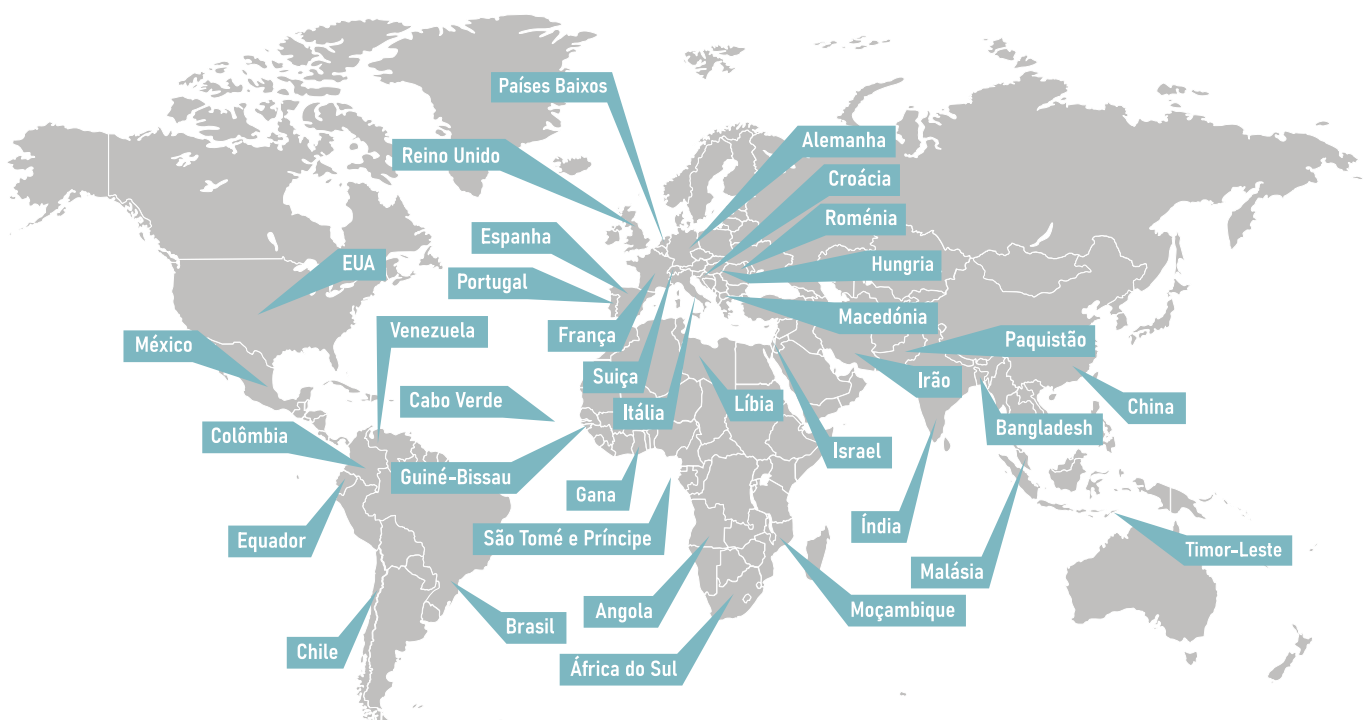 Países Baixos
Alemanha
Reino Unido
Croácia
Roménia
Espanha
EUA
Hungria
Portugal
Macedónia
Venezuela
França
Paquistão
México
Suiça
Irão
Cabo Verde
Itália
Líbia
China
Bangladesh
Colômbia
Israel
Guiné-Bissau
Gana
Índia
Equador
São Tomé e Príncipe
Timor-Leste
Malásia
Angola
Moçambique
Brasil
Chile
África do Sul